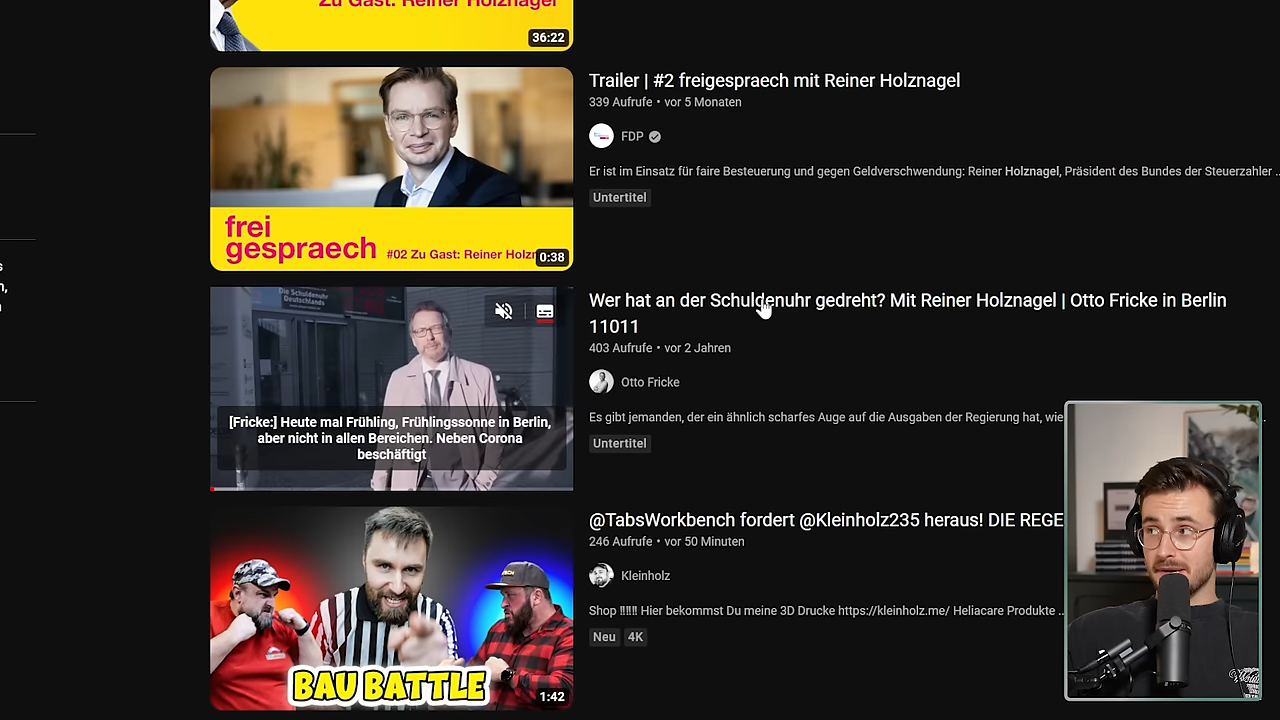 Zu Gast: Reiner Holznagel
36:22
Trailer | #2 freigespraech mit Reiner Holznagel
339 Aufrufe • vor 5 Monaten
FDP
Er ist im Einsatz für faire Besteuerung und gegen Geldverschwendung: Reiner Holznagel, Präsident des Bundes der Steuerzahler ...
Untertitel
frei
gespraech #02 Zu Gast: Reiner Holzn
0:38
Die Schuldenuhr
Deutschlands
Wer hat an der Schuldenuhr gedreht? Mit Reiner Holznagel | Otto Fricke in Berlin
11011
403 Aufrufe • vor 2 Jahren
Otto Fricke
Es gibt jemanden, der ein ähnlich scharfes Auge auf die Ausgaben der Regierung hat, wie
Untertitel
[Fricke:] Heute mal Frühling, Frühlingssonne in Berlin,
aber nicht in allen Bereichen. Neben Corona
beschäftigt
@TabsWorkbench fordert @Kleinholz235 heraus! DIE REGE
246 Aufrufe • vor 50 Minuten
Kleinholz
Shop !!!!!! Hier bekommst Du meine 3D Drucke https://kleinholz.me/ Heliacare Produkte ...
Neu 4K
BAU BATTLE
1:42